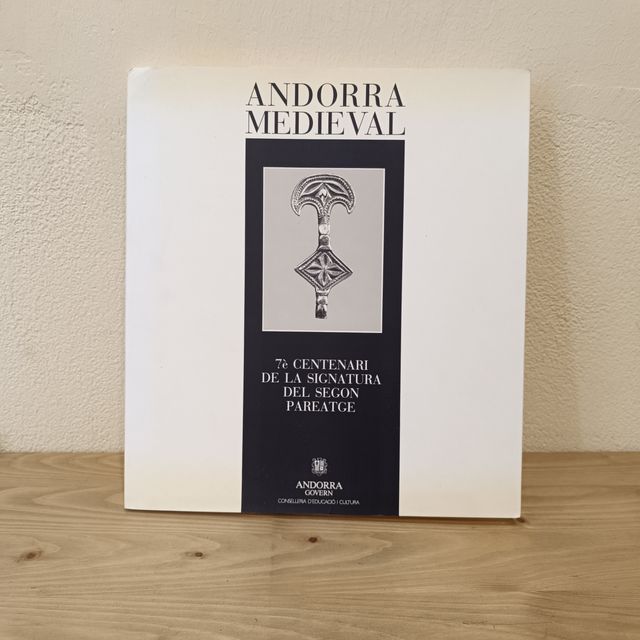 ANDORRA
MEDIEVAL
7è CENTENARI
DE LA SIGNATURA
DEL SEGON
PAREATGE
ANDORRA
GOVERN
CONSELLERIA D'EDUCACIÓ I CULTURA